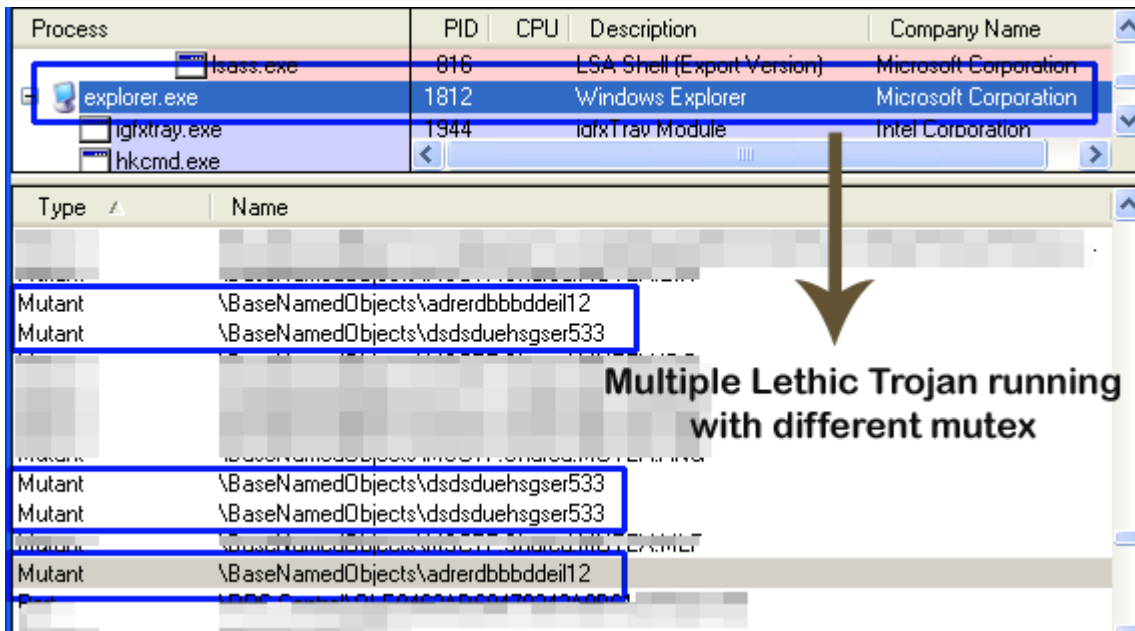 Process PID CPU Description Company Name
lsass.exe 816 LSA Shell (Export Version) Microsoft Corporation
explorer.exe 1812 Windows Explorer Microsoft Corporation
igfxtray.exe 1944 igfxTray Module Intel Corporation
hkcmd.exe
Type Name
Mutant \BaseNamedObjects\adrerdbbbddeil12
Mutant \BaseNamedObjects\dsdsduehsgser533
Multiple Lethic Trojan running
with different mutex
Mutant \BaseNamedObjects\dsdsduehsgser533
Mutant \BaseNamedObjects\dsdsduehsgser533
Mutant \BaseNamedObjects\adrerdbbbddeil12